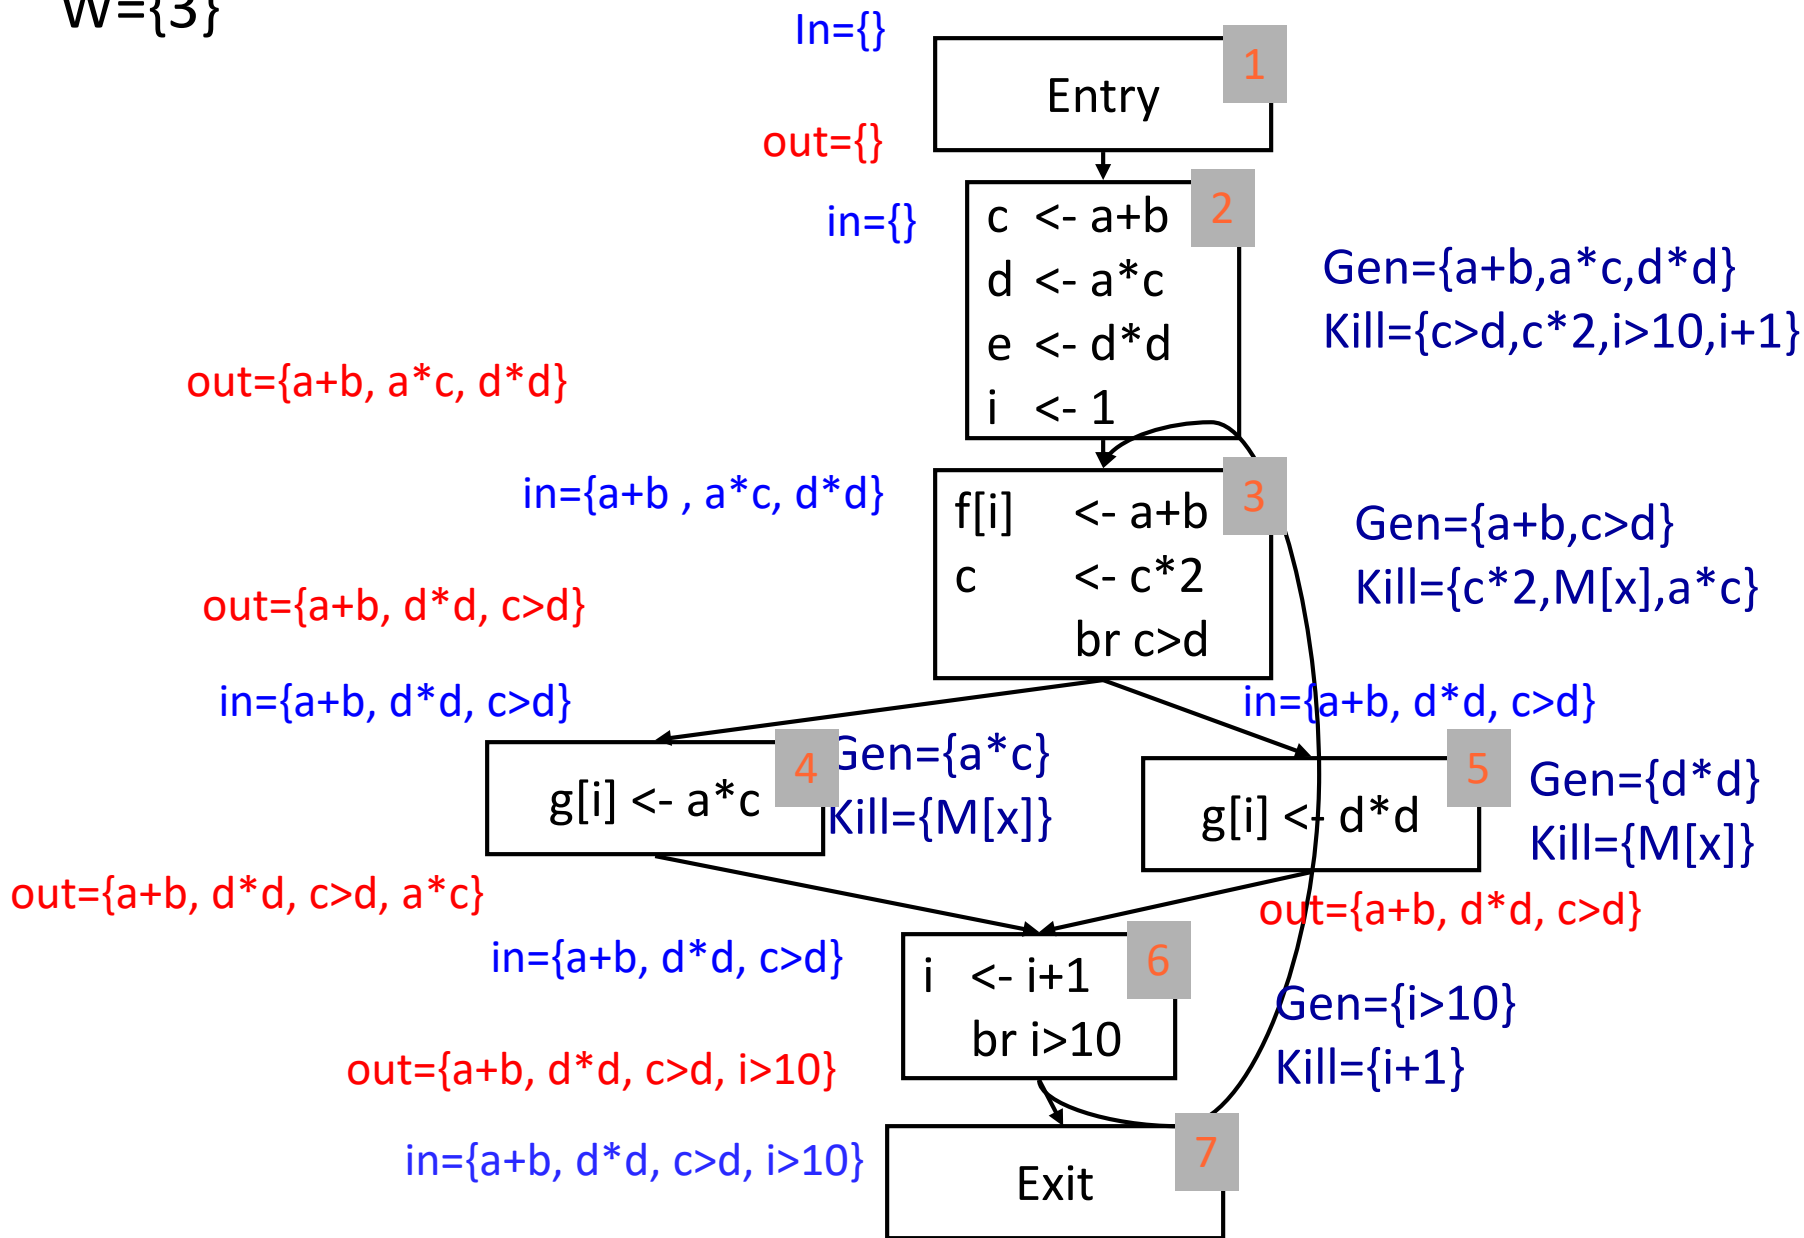 W={3}
In={}
1
Entry
out={}
2
in={}
c <- a+b
d <- a*c
e <- d*d
i <- 1
Gen={a+b,a*c,d*d}
Kill={c>d,c*2,i>10,i+1}
out={a+b, a*c, d*d}
3
in={a+b , a*c, d*d}
f[i] <- a+b
c <- c*2
br c>d
Gen={a+b,c>d}
Kill={c*2,M[x],a*c}
out={a+b, d*d, c>d}
in={a+b, d*d, c>d}
in={a+b, d*d, c>d}
4
g[i] <- a*c
Gen={a*c}
Kill={M[x]}
5
g[i] <- d*d
Gen={d*d}
Kill={M[x]}
out={a+b, d*d, c>d, a*c}
out={a+b, d*d, c>d}
in={a+b, d*d, c>d}
6
i <- i+1
br i>10
Gen={i>10}
Kill={i+1}
out={a+b, d*d, c>d, i>10}
in={a+b, d*d, c>d, i>10}
7
Exit